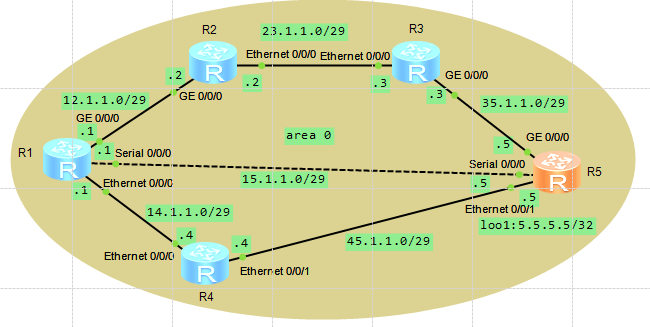 R2
23.1.1.0/29
R3
Ethernet 0/0/0
Ethernet 0/0/0
.2
.2
.3
GE 0/0/0
.3
GE 0/0/0
12.1.1.0/29
35.1.1.0/29
GE 0/0/0
.1
area 0
.5
GE 0/0/0
R1
.1
Serial 0/0/0
Serial 0/0/0
R5
15.1.1.0/29
Ethernet 0/0/0
.1
.5
.5
Ethernet 0/0/1
14.1.1.0/29
loo1:5.5.5.5/32
.4
.4
45.1.1.0/29
Ethernet 0/0/0
Ethernet 0/0/1
R4
R
R
R
R
R